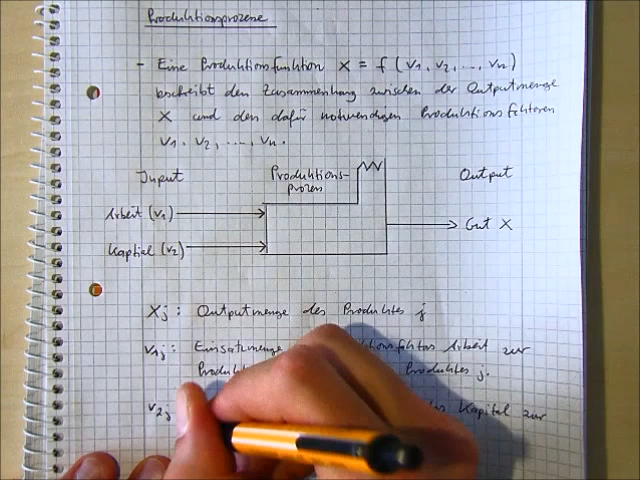 Produktionsprozess
- Eine Produktionsfunktion x = f (v1, v2, ..., vn)
beschreibt den Zusammenhang zwischen der Outputmenge
X und den dafür notwendigen Produktionsfaktoren
v1, v2, ..., vn.
Input Produktions- Output
prozess
Arbeit (v1)
Gut X
Kaptial (v2)
Xj: Outputmenge des Produktes j
v1j: Einsatzmenge Arbeit zur
Produktes j.
v2j Kapital zur